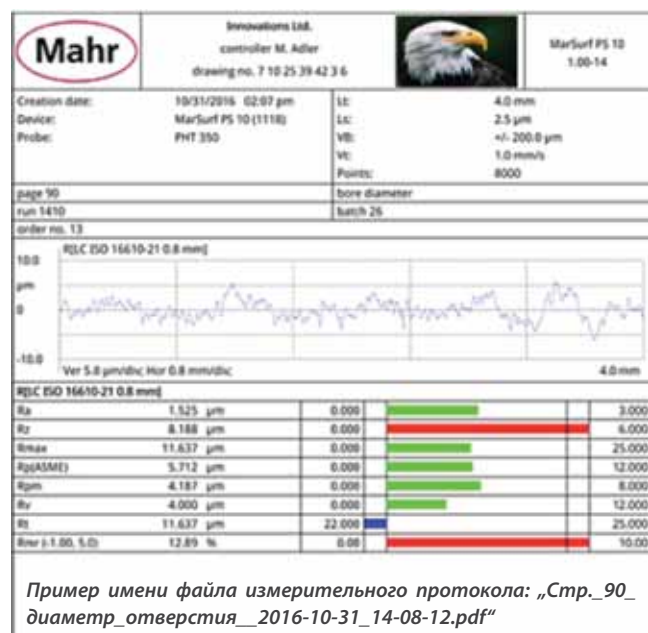 Mahr
Innovations Ltd.
controller M. Adler
drawing no. 7 10 25 39 42 3 6
MarSurf PS 10
1.00-14
Creation date: 10/31/2016 02:07 pm
Device: MarSurf PS 10 (1118)
Probe: PHT 350
Lt: 4.0 mm
Ls: 2.5 µm
VB: +/- 200.0 µm
Vt: 1.0 mm/s
Points: 8000
page 90 bore diameter
run 1410 batch 26
order no. 13
R[LC ISO 16610-21 0.8 mm]
10.0
µm
0
-10.0
Ver 5.0 µm/div; Hor 0.8 mm/div; 4.0 mm
R[LC ISO 16610-21 0.8 mm]
Ra 1.525 µm 0.000 3.000
Rz 8.188 µm 0.000 6.000
Rmax 11.637 µm 0.000 25.000
Rp(ASME) 5.712 µm 0.000 12.000
Rpm 4.187 µm 0.000 8.000
Rv 4.000 µm 0.000 12.000
Rt 11.637 µm 22.000 25.000
Rmr (-1.00, 5.0) 12.89 % 0.00 10.00
Пример имени файла измерительного протокола: „Стр._90_
диаметр_отверстия__2016-10-31_14-08-12.pdf“